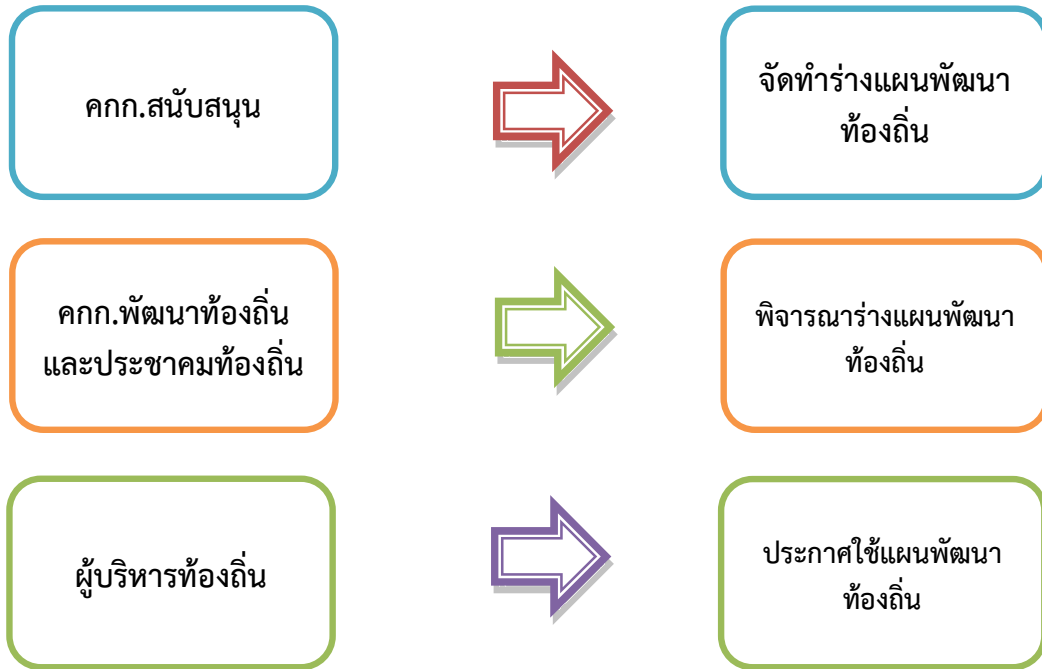 คกก.สนับสนุน
จัดทำร่างแผนพัฒนา
ท้องถิ่น
คกก.พัฒนาท้องถิ่น
และประชาคมท้องถิ่น
พิจารณาร่างแผนพัฒนา
ท้องถิ่น
ผู้บริหารท้องถิ่น
ประกาศใช้แผนพัฒนา
ท้องถิ่น